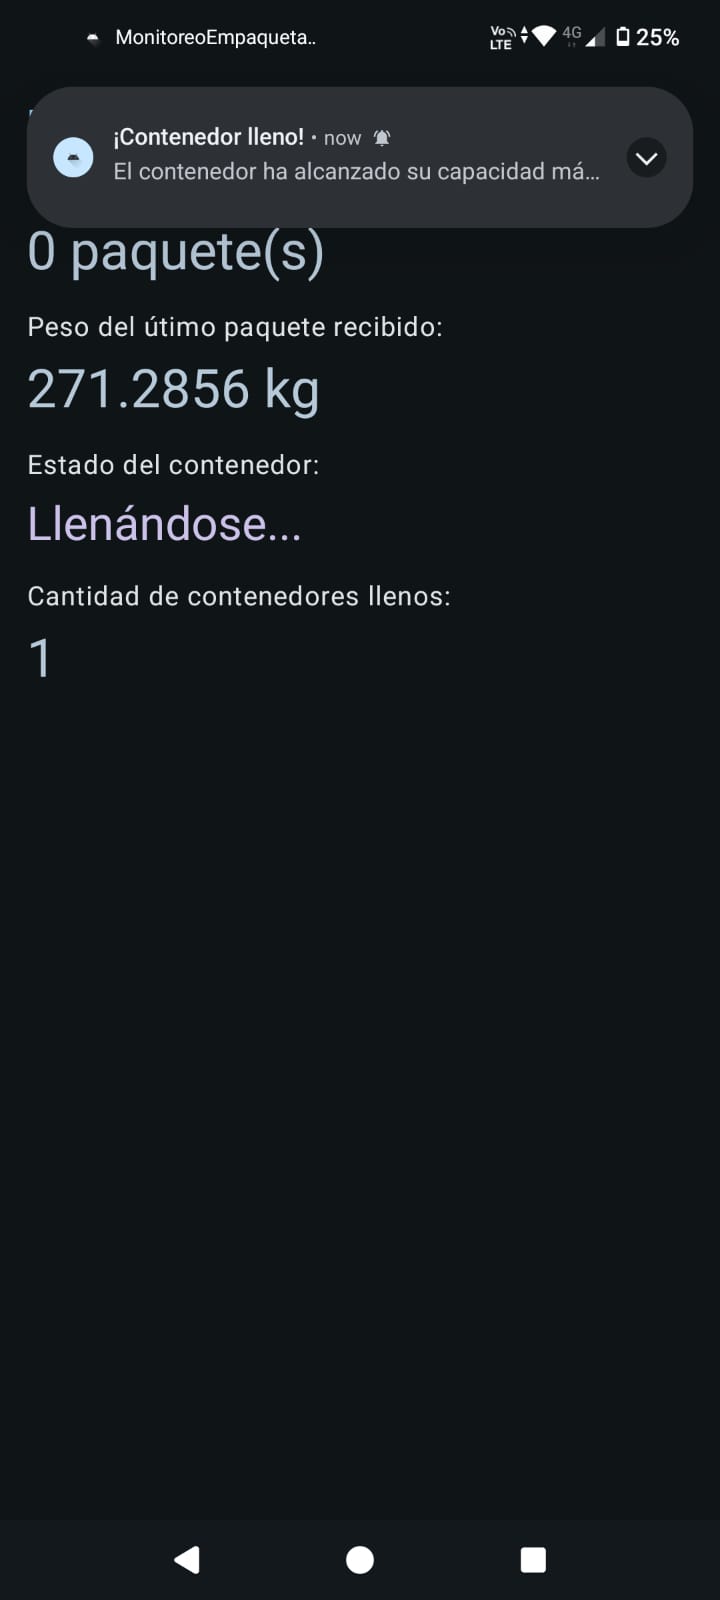 MonitoreoEmpaqueta..
Vo LTE 4G 25%
¡Contenedor lleno! • now
El contenedor ha alcanzado su capacidad má...
0 paquete(s)
Peso del útimo paquete recibido:
271.2856 kg
Estado del contenedor:
Llenándose...
Cantidad de contenedores llenos:
1